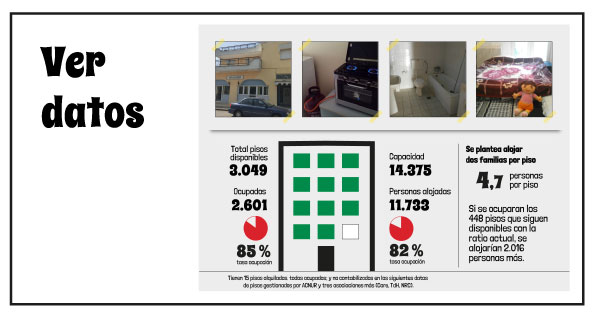 Ver
datos
Total pisos
disponibles
3.049
Ocupadas
2.601
85 %
tasa ocupación
Capacidad
14.375
Personas alojadas
11.733
82 %
tasa ocupación
Se plantea alojar
dos familias por piso
4,7 personas
por piso
Si se ocuparan los
448 pisos que siguen
disponibles con la
ratio actual, se
alojarían 2.016
personas más.
Tienen 15 pisos alquilados, todos ocupados, y no contabilizados en los siguientes datos
de pisos gestionados por ACNUR y tres asociaciones más (Care, TdH, NRC).